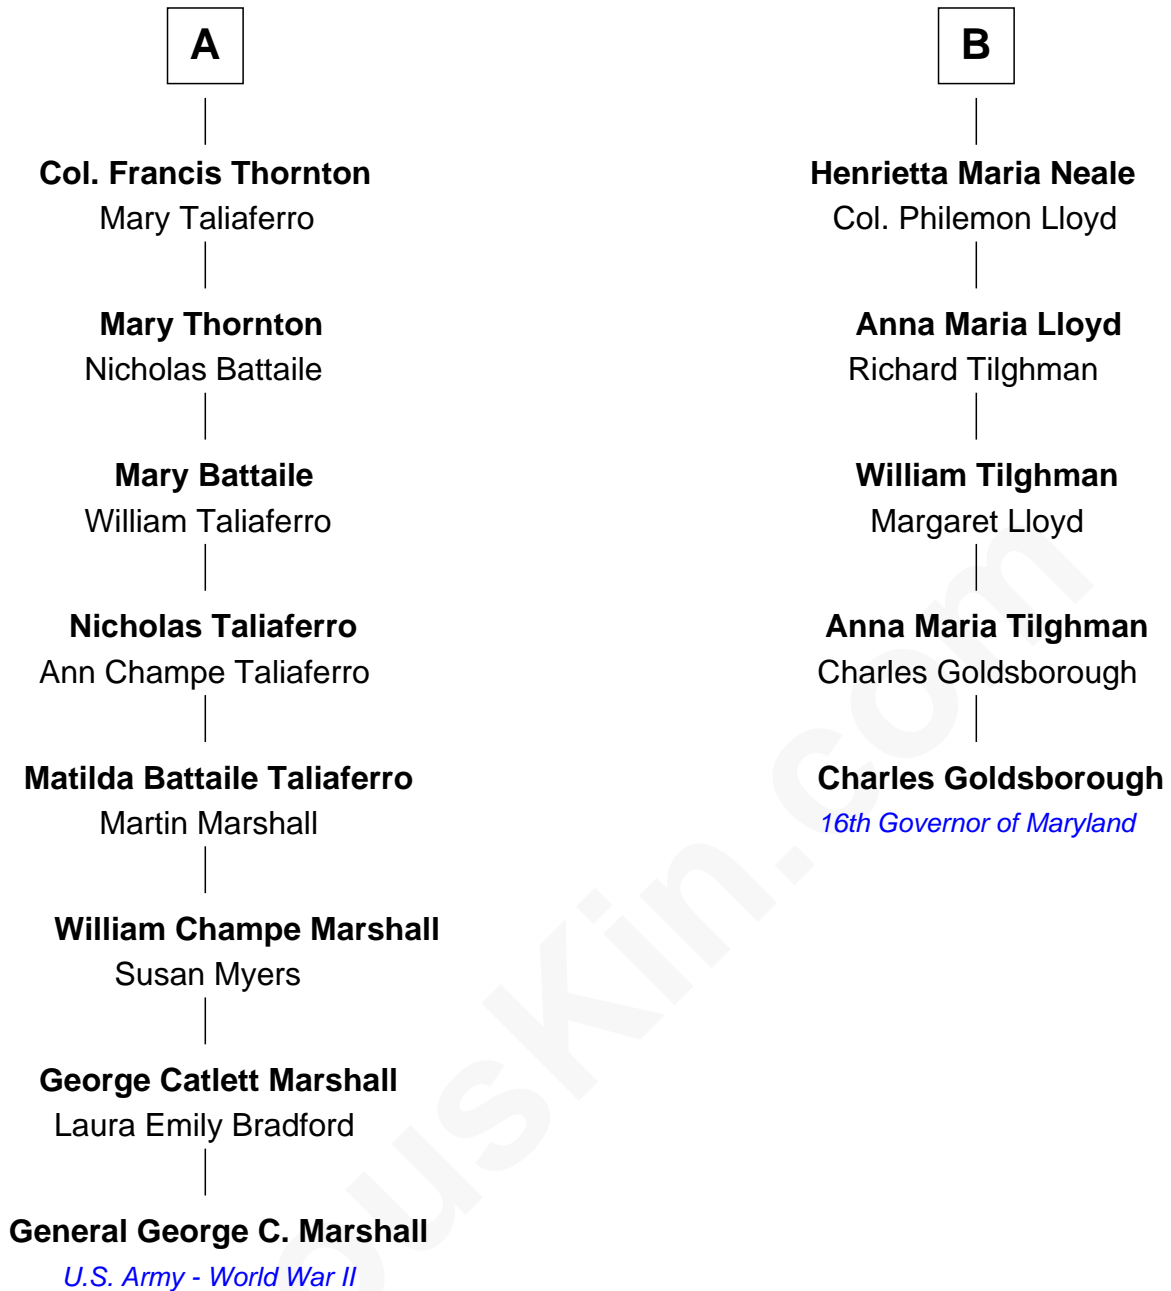 A
Col. Francis Thornton
Mary Taliaferro
Mary Thornton
Nicholas Battaile
Mary Battaile
William Taliaferro
Nicholas Taliaferro
Ann Champe Taliaferro
Matilda Battaile Taliaferro
Martin Marshall
William Champe Marshall
Susan Myers
George Catlett Marshall
Laura Emily Bradford
General George C. Marshall
U.S. Army - World War II
B
Henrietta Maria Neale
Col. Philemon Lloyd
Anna Maria Lloyd
Richard Tilghman
William Tilghman
Margaret Lloyd
Anna Maria Tilghman
Charles Goldsborough
Charles Goldsborough
16th Governor of Maryland
ousKin.com